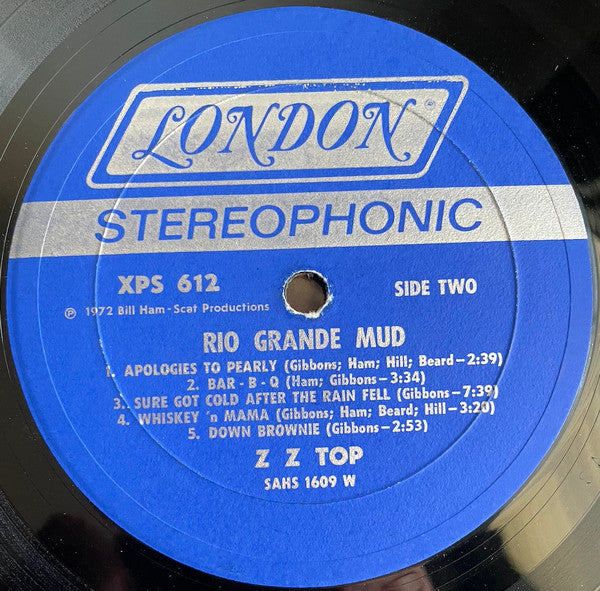 LONDON ®
STEREOPHONIC
XPS 612
SIDE TWO
℗ 1972 Bill Ham-Scat Productions
RIO GRANDE MUD
1. APOLOGIES TO PEARLY (Gibbons; Ham; Hill; Beard-2:39)
2. BAR-B-Q (Ham; Gibbons-3:34)
3. SURE GOT COLD AFTER THE RAIN FELL (Gibbons-7:39)
4. WHISKEY 'n MAMA (Gibbons; Ham; Beard; Hill-3:20)
5. DOWN BROWNIE (Gibbons-2:53)
Z Z TOP
SAHS 1609 W